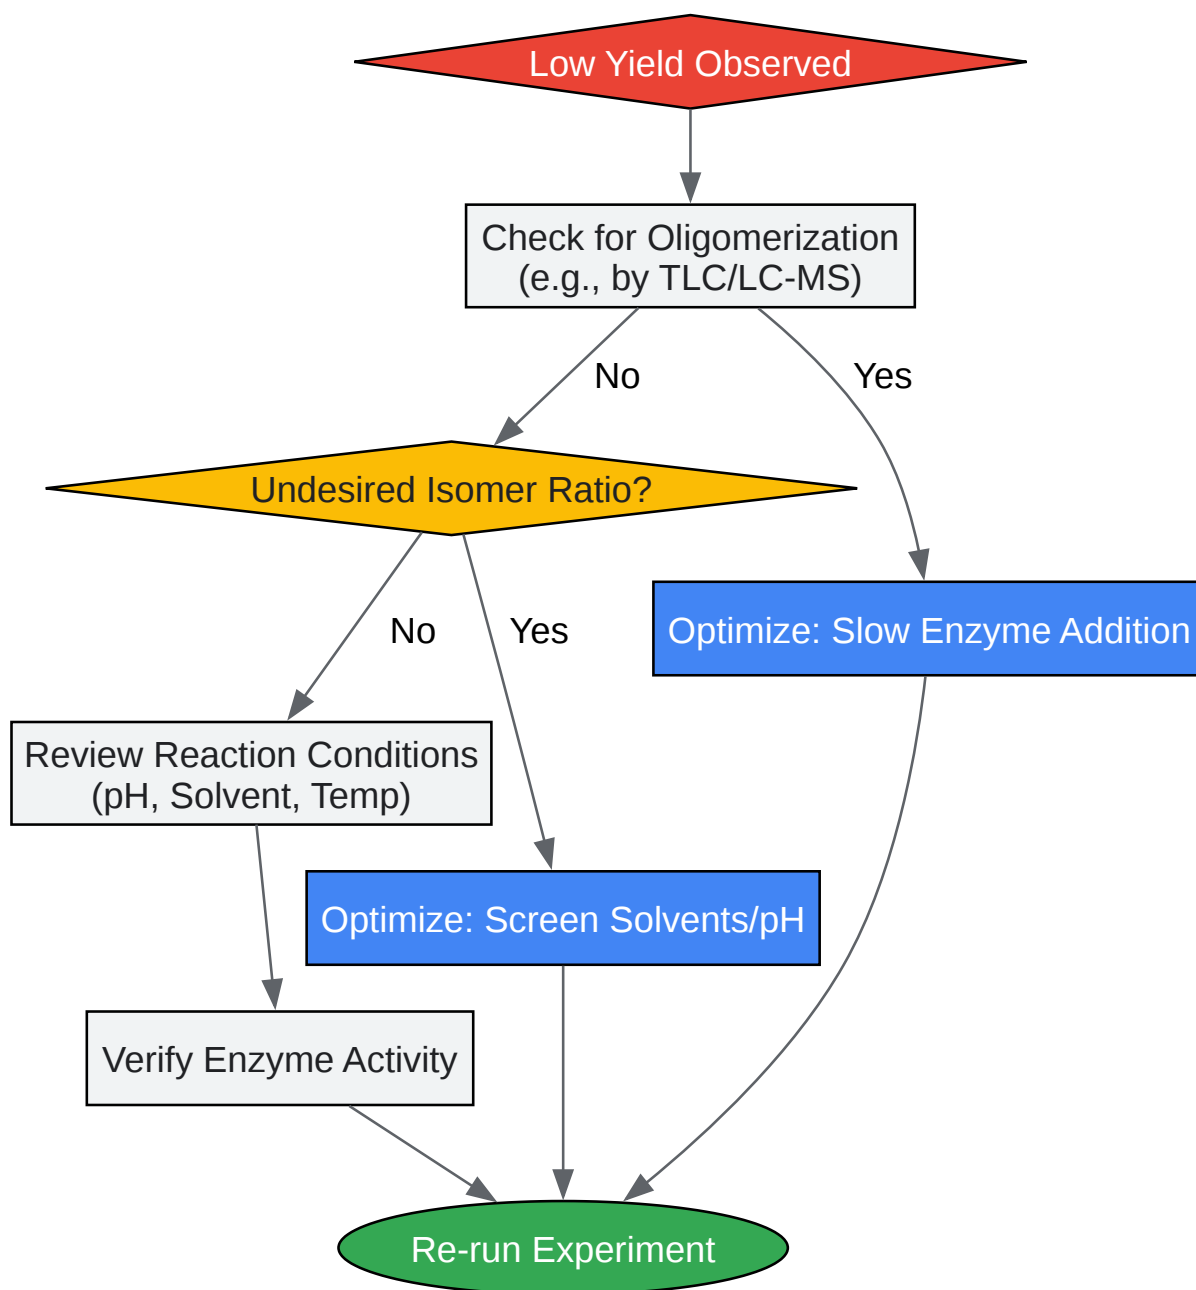 Low Yield Observed
Check for Oligomerization
(e.g., by TLC/LC-MS)
No
Yes
Undesired Isomer Ratio?
No
Yes
Optimize: Slow Enzyme Addition
Review Reaction Conditions
(pH, Solvent, Temp)
Optimize: Screen Solvents/pH
Verify Enzyme Activity
Re-run Experiment